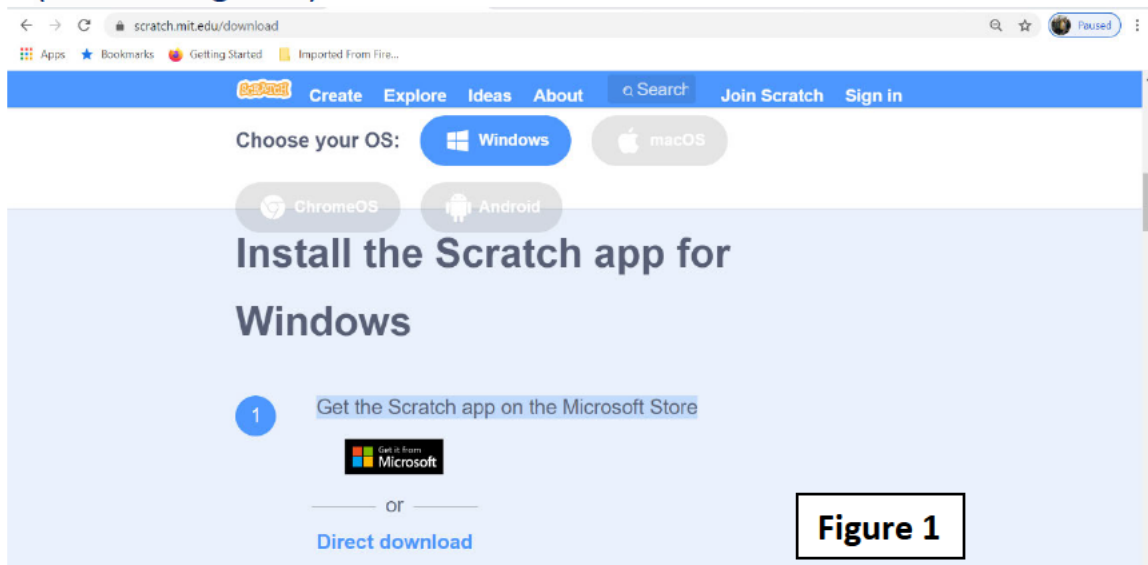 scratch.mit.edu/download Paused
Apps Bookmarks Getting Started Imported From Fire...
SCRATCH Create Explore Ideas About Search Join Scratch Sign in
Choose your OS: Windows macOS
ChromeOS Android
Install the Scratch app for
Windows
1 Get the Scratch app on the Microsoft Store
Get it from
Microsoft
or
Direct download
Figure 1